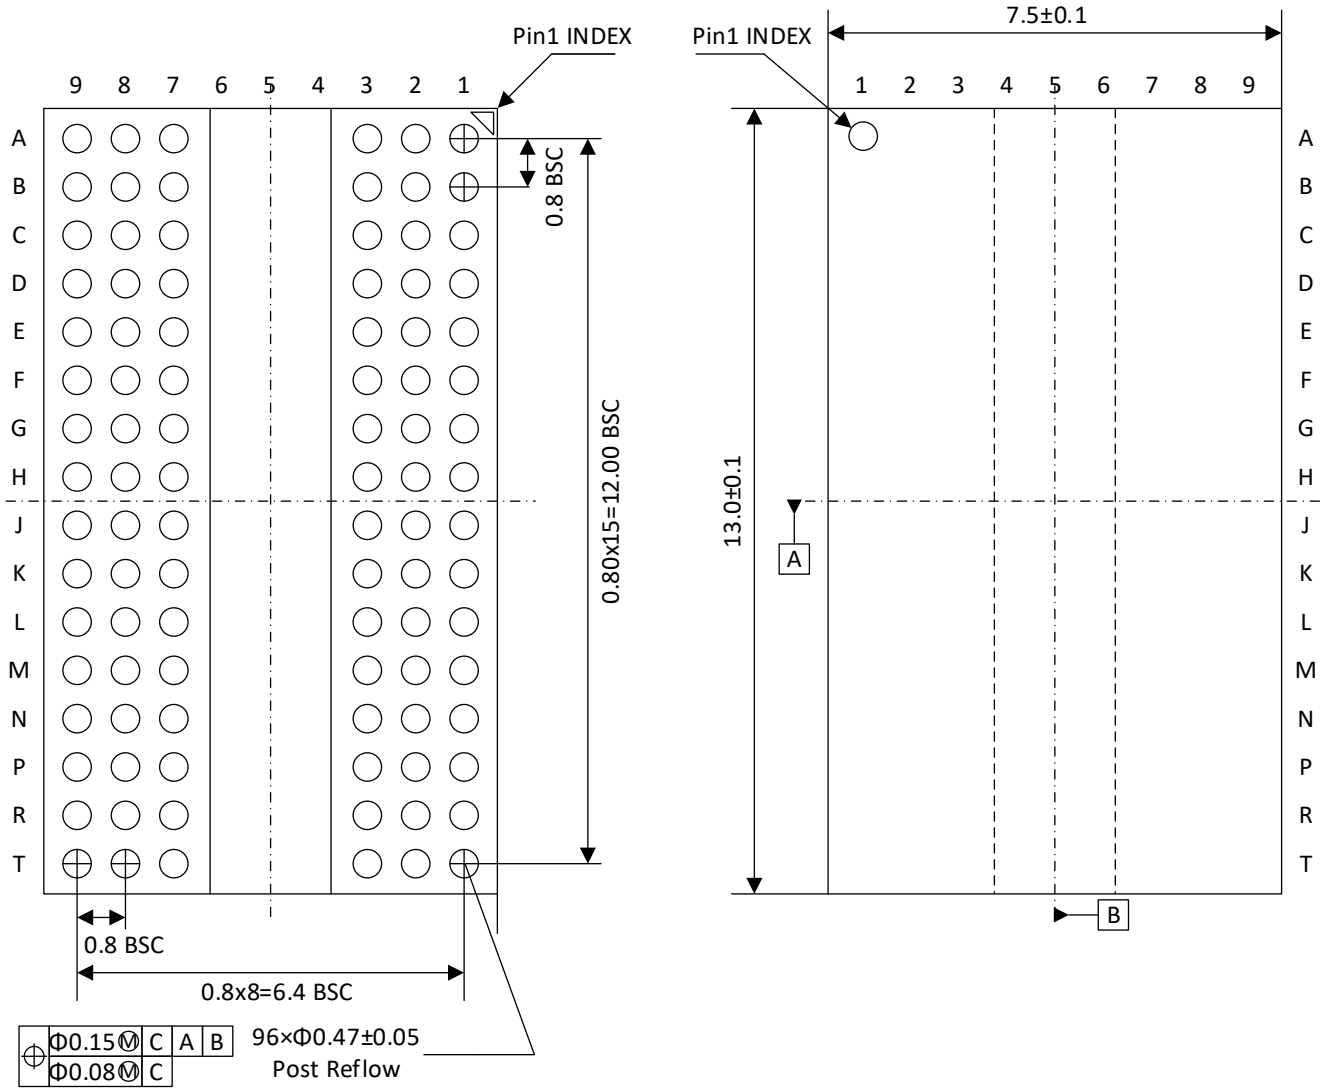 Pin1 INDEX
9 8 7 6 5 4 3 2 1
A
B
C
D
E
F
G
H
J
K
L
M
N
P
R
T
0.8 BSC
0.80x15=12.00 BSC
0.8 BSC
0.8x8=6.4 BSC
Φ0.15Ⓜ C A B
Φ0.08Ⓜ C
96×Φ0.47±0.05
Post Reflow
7.5±0.1
Pin1 INDEX
1 2 3 4 5 6 7 8 9
13.0±0.1
A
A
B
C
D
E
F
G
H
J
K
L
M
N
P
R
T
B